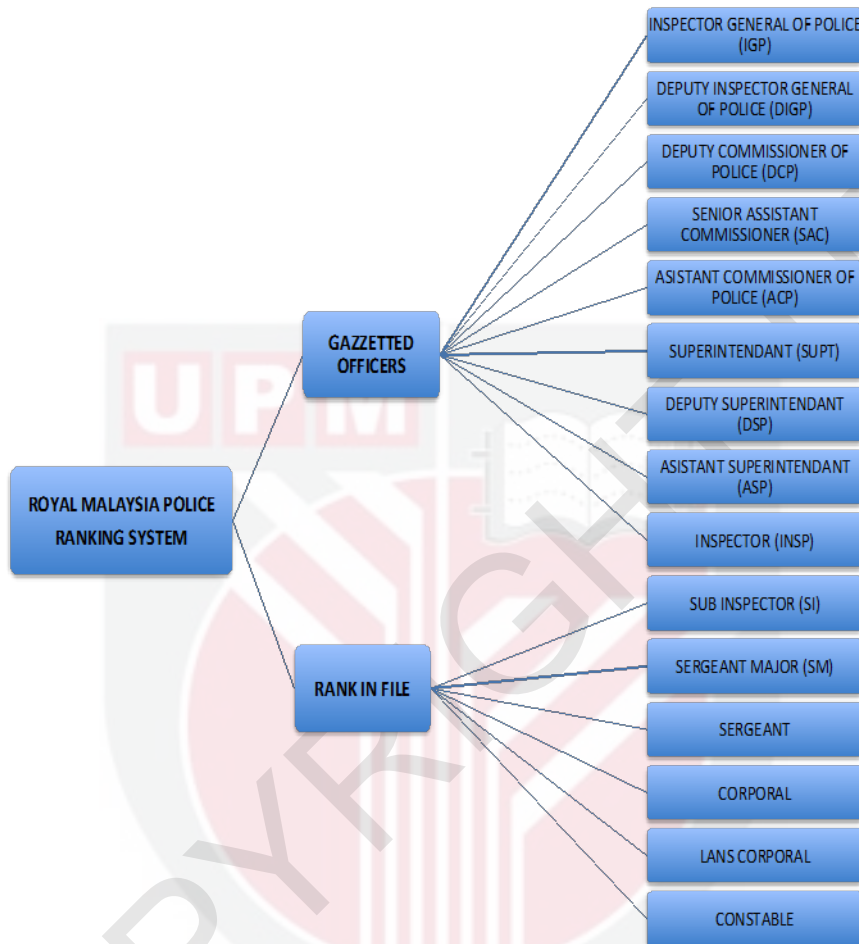 INSPECTOR GENERAL OF POLICE
(IGP)
DEPUTY INSPECTOR GENERAL
OF POLICE (DIGP)
DEPUTY COMMISSIONER OF
POLICE (DCP)
SENIOR ASSISTANT
COMMISSIONER (SAC)
ASISTANT COMMISSIONER OF
POLICE (ACP)
GAZZETTED
OFFICERS
SUPERINTENDANT (SUPT)
DEPUTY SUPERINTENDANT
(DSP)
UPM
ASISTANT SUPERINTENDANT
(ASP)
ROYAL MALAYSIA POLICE
RANKING SYSTEM
INSPECTOR (INSP)
SUB INSPECTOR (SI)
RANK IN FILE
SERGEANT MAJOR (SM)
SERGEANT
CORPORAL
LANS CORPORAL
CONSTABLE
PYRIGHT